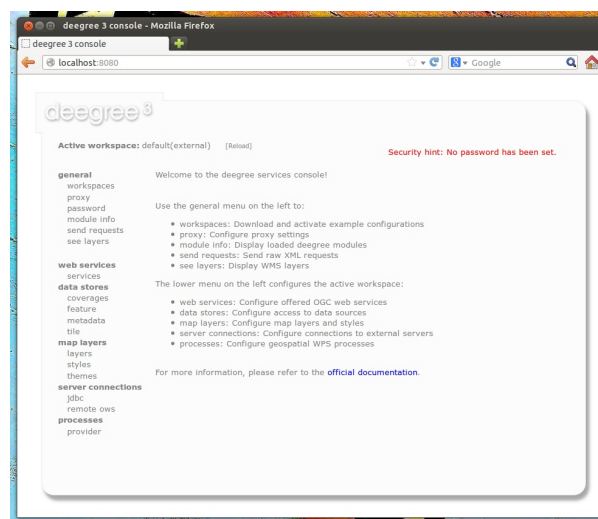 deegree 3 console - Mozilla Firefox
deegree 3 console
localhost:8080
Google
deegree 3
Active workspace: default(external) [Reload]
Security hint: No password has been set.
general
workspaces
proxy
password
module info
send requests
see layers
web services
services
data stores
coverages
feature
metadata
tile
map layers
layers
styles
themes
server connections
jdbc
remote ows
processes
provider
Welcome to the deegree services console!
Use the general menu on the left to:
workspaces: Download and activate example configurations
proxy: Configure proxy settings
module info: Display loaded deegree modules
send requests: Send raw XML requests
see layers: Display WMS layers
The lower menu on the left configures the active workspace:
web services: Configure offered OGC web services
data stores: Configure access to data sources
map layers: Configure map layers and styles
server connections: Configure connections to external servers
processes: Configure geospatial WPS processes
For more information, please refer to the official documentation.